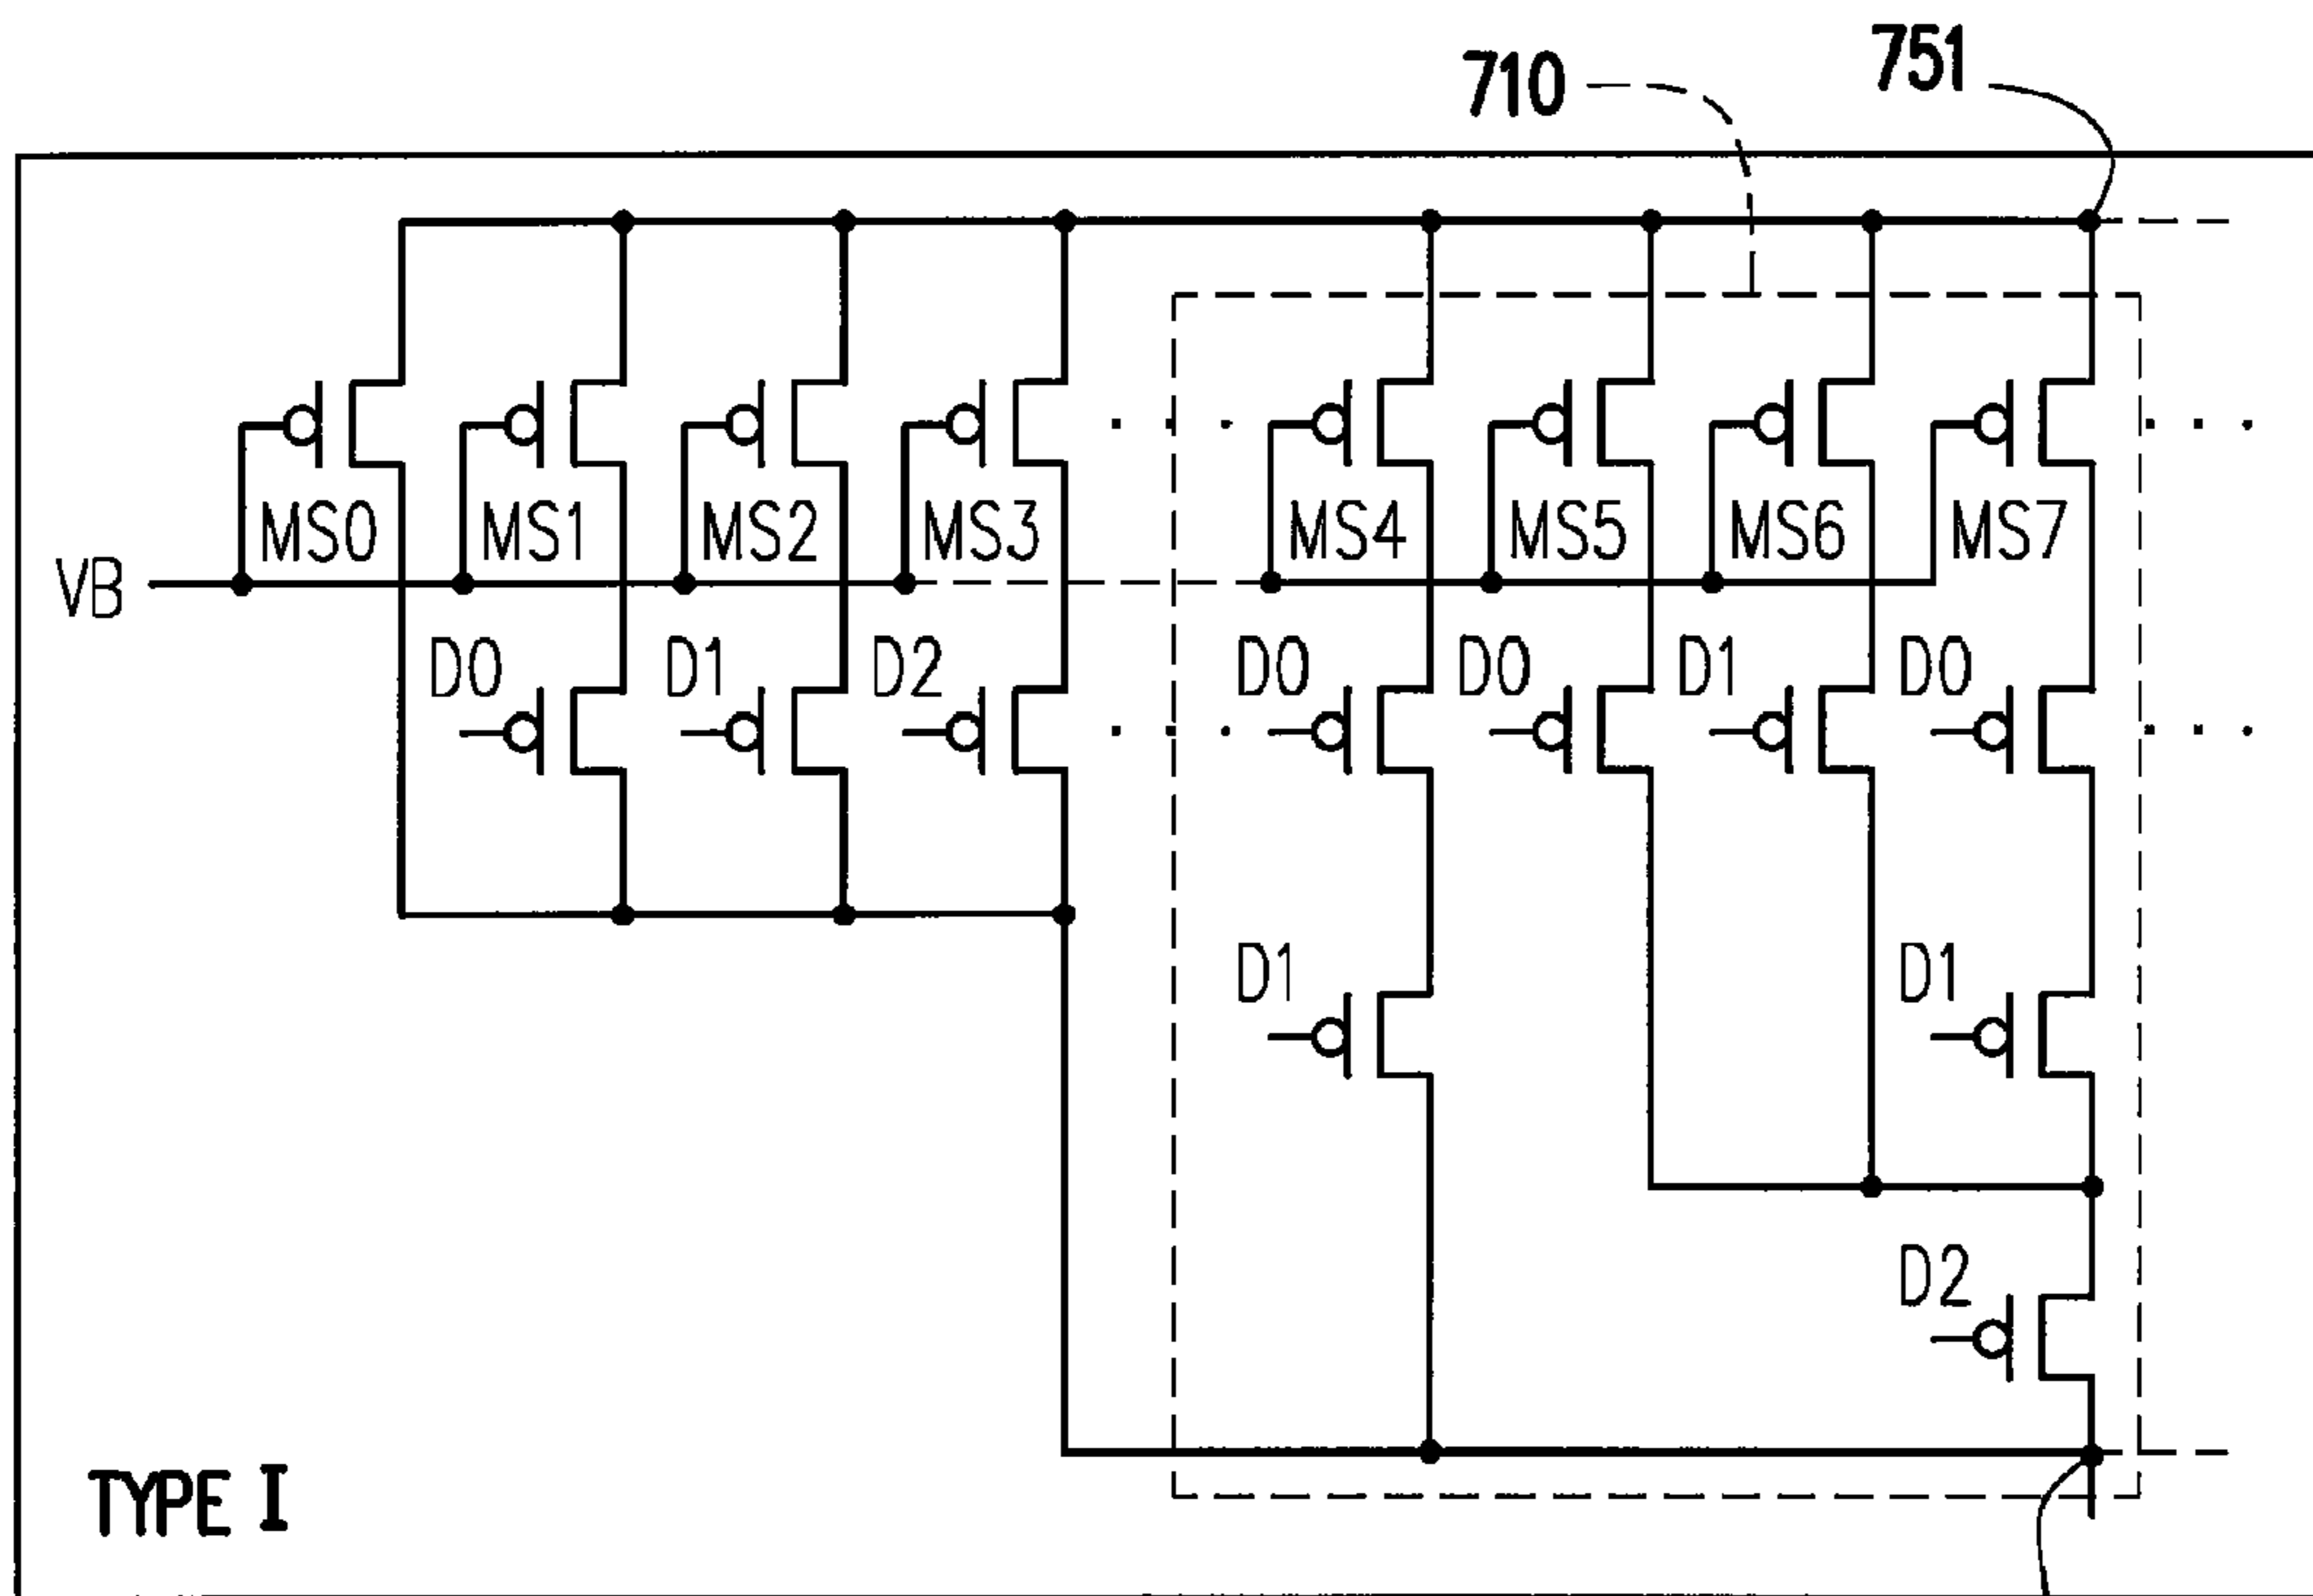 710
751
MS0 MS1 MS2 MS3 MS4 MS5 MS6 MS7
VB
D0 D1 D2 D0 D0 D1 D0
D1 D1
D2
TYPE I